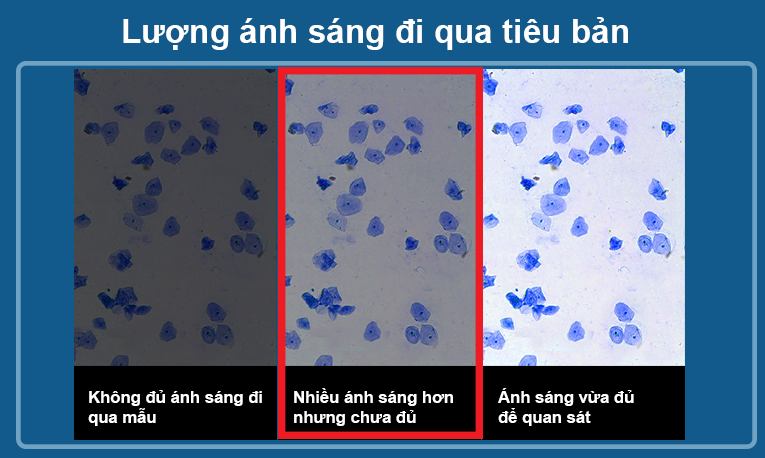 Lượng ánh sáng đi qua tiêu bản
Không đủ ánh sáng đi
qua mẫu
Nhiều ánh sáng hơn
nhưng chưa đủ
Ánh sáng vừa đủ
để quan sát